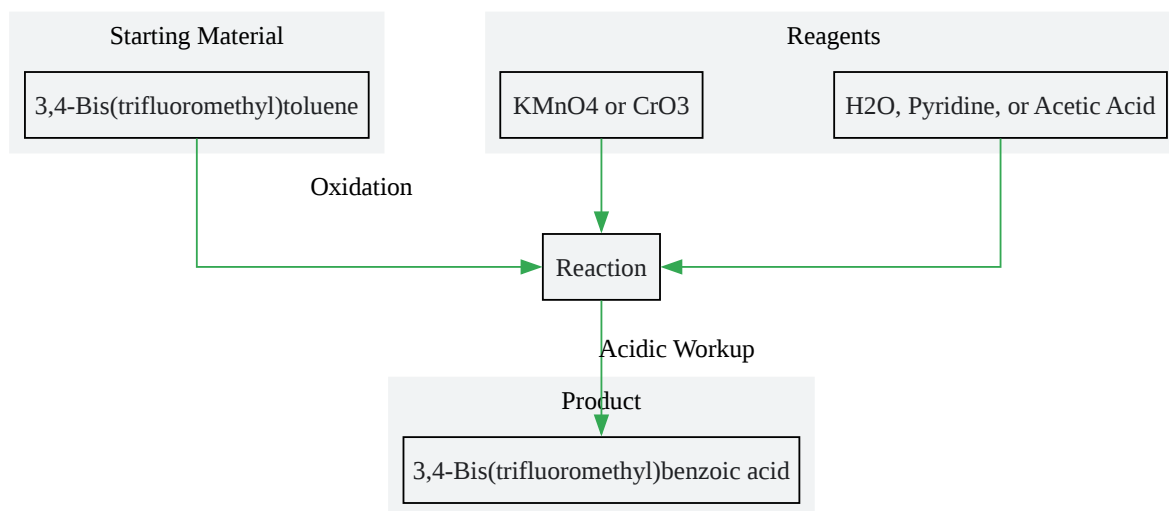 Starting Material
Reagents
3,4-Bis(trifluoromethyl)toluene
KMnO4 or CrO3
H2O, Pyridine, or Acetic Acid
Oxidation
Reaction
Acidic Workup
Product
3,4-Bis(trifluoromethyl)benzoic acid